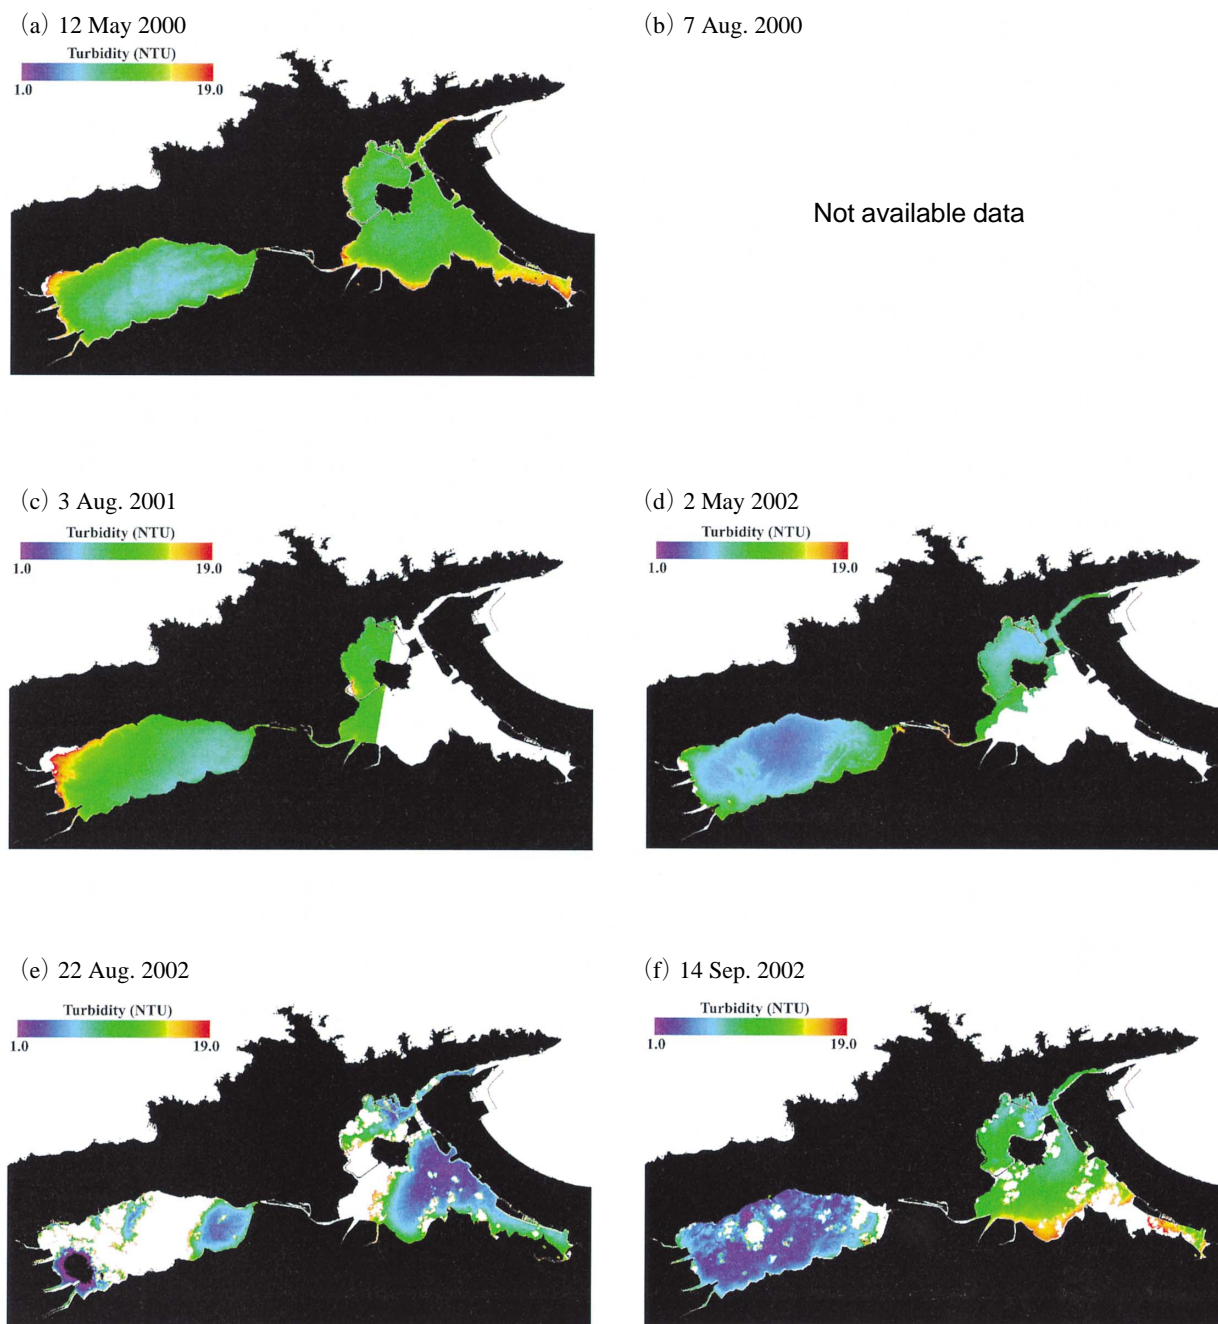 (a) 12 May 2000
Turbidity (NTU)
1.0 19.0
(b) 7 Aug. 2000
Not available data
(c) 3 Aug. 2001
Turbidity (NTU)
1.0 19.0
(d) 2 May 2002
Turbidity (NTU)
1.0 19.0
(e) 22 Aug. 2002
Turbidity (NTU)
1.0 19.0
(f) 14 Sep. 2002
Turbidity (NTU)
1.0 19.0